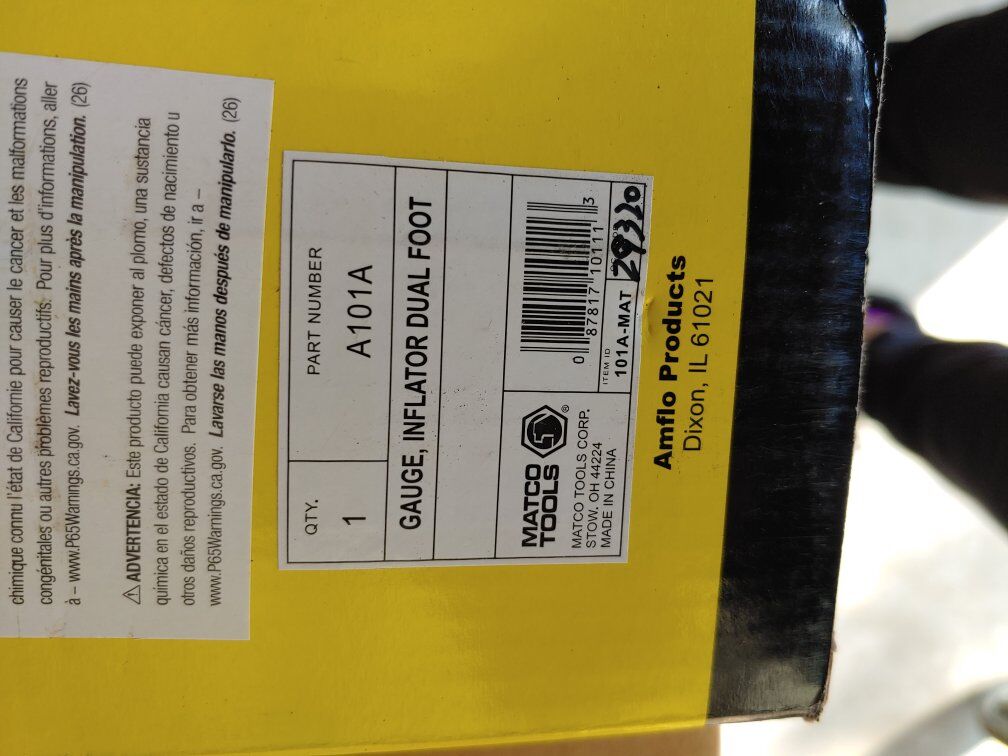 chimique connu l'état de Californie pour causer le cancer et les malformations
congénitales ou autres problèmes reproductifs. Pour plus d'informations, aller
à – www.P65Warnings.ca.gov. Lavez-vous les mains après la manipulation. (26)
⚠ ADVERTENCIA: Este producto puede exponer al plomo, una sustancia
química en el estado de California causan cáncer, defectos de nacimiento u
otros daños reproductivos. Para obtener más información, ir a –
www.P65Warnings.ca.gov. Lavarse las manos después de manipularlo. (26)
QTY.
1
PART NUMBER
A101A
GAUGE, INFLATOR DUAL FOOT
MATCO
TOOLS®
MATCO TOOLS CORP.
STOW. OH 44224
MADE IN CHINA
0 87817 10111 3
ITEM ID
101A-MAT
29320
Amflo Products
Dixon, IL 61021